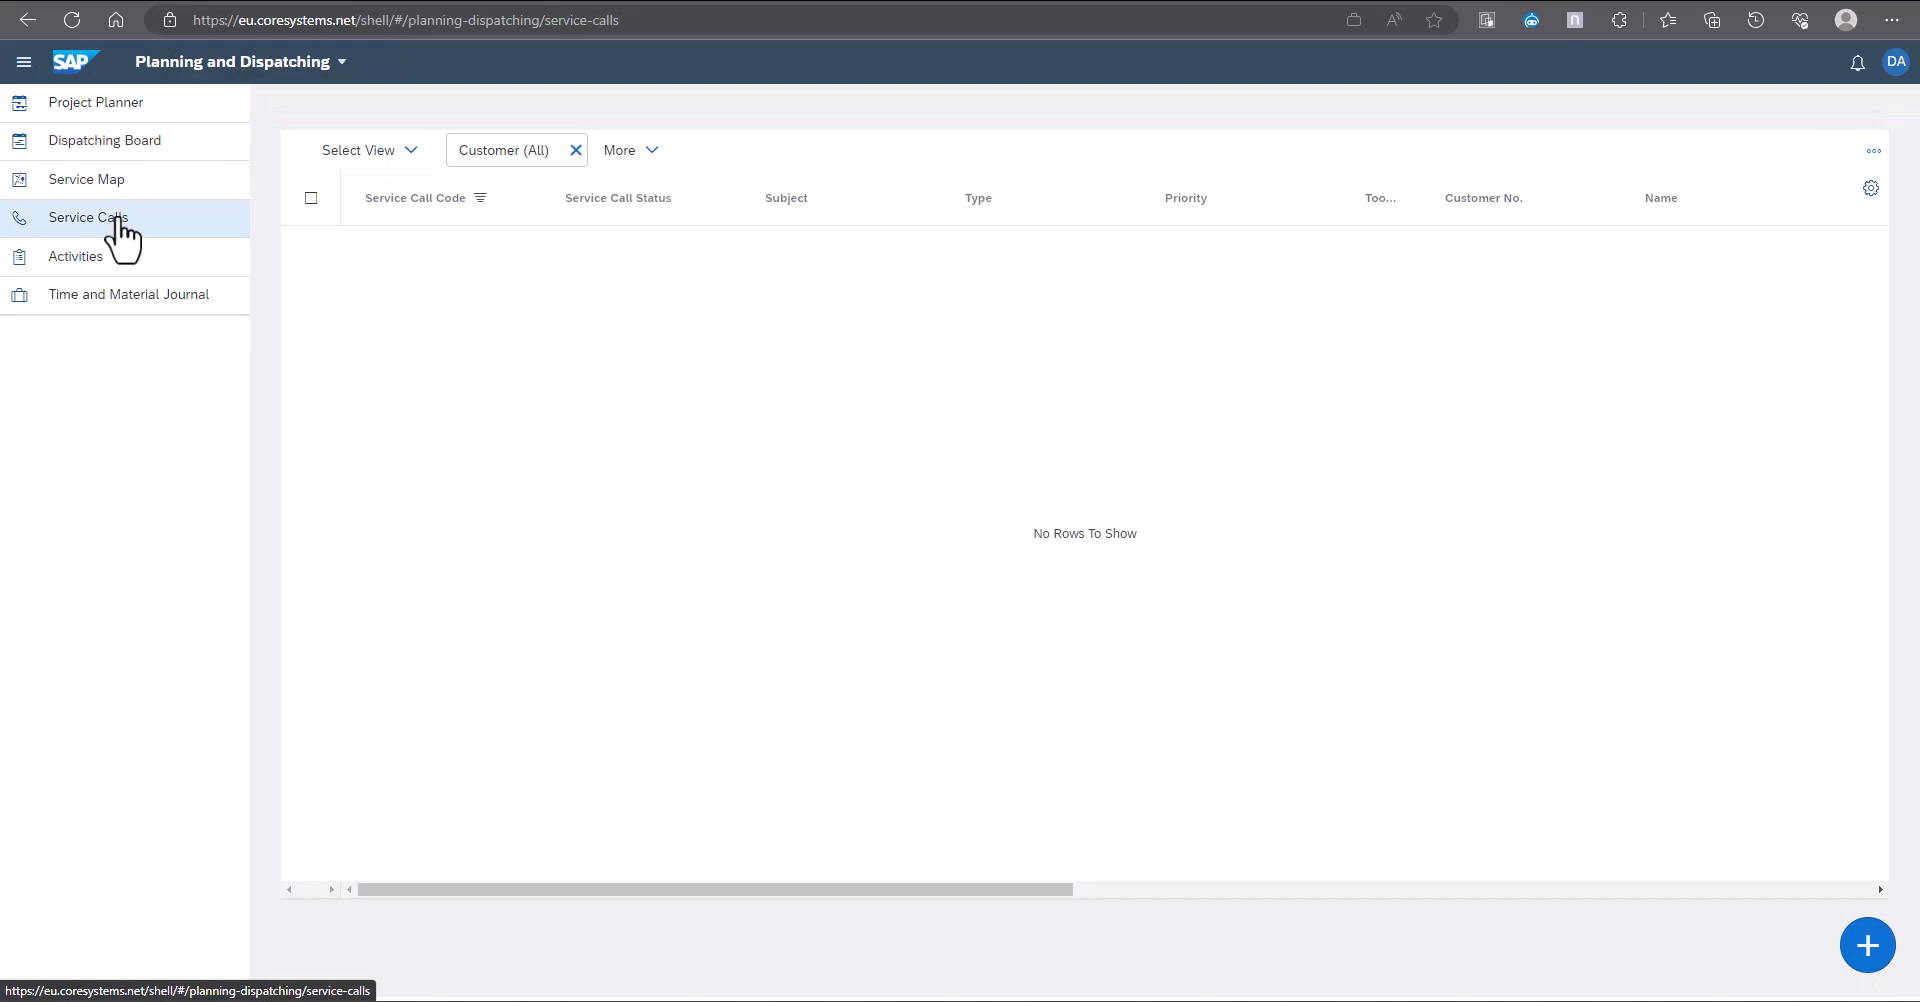 https://eu.coresystems.net/shell/#/planning-dispatching/service-calls
SAP Planning and Dispatching
DA
Project Planner
Dispatching Board
Service Map
Service Calls
Activities
Time and Material Journal
Select View Customer (All) More
Service Call Code Service Call Status Subject Type Priority Too... Customer No. Name
No Rows To Show
https://eu.coresystems.net/shell/#/planning-dispatching/service-calls